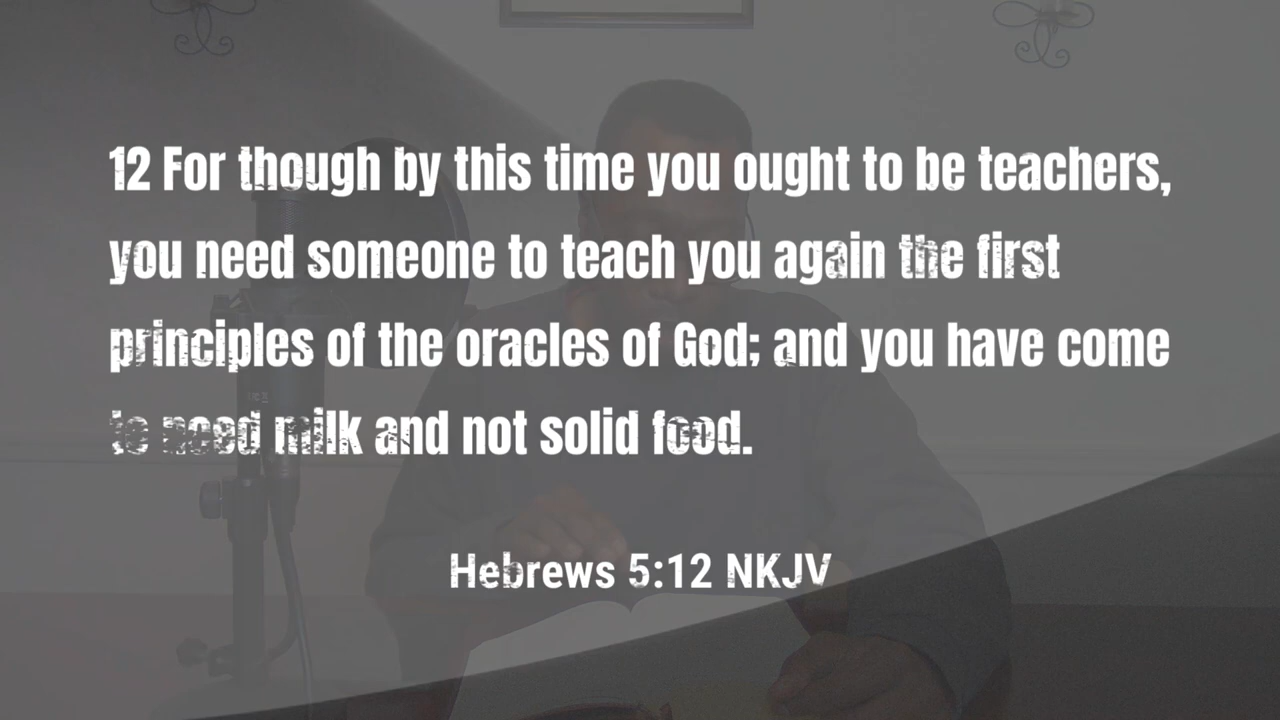 12 For though by this time you ought to be teachers,
you need someone to teach you again the first
principles of the oracles of God; and you have come
to need milk and not solid food.
Hebrews 5:12 NKJV